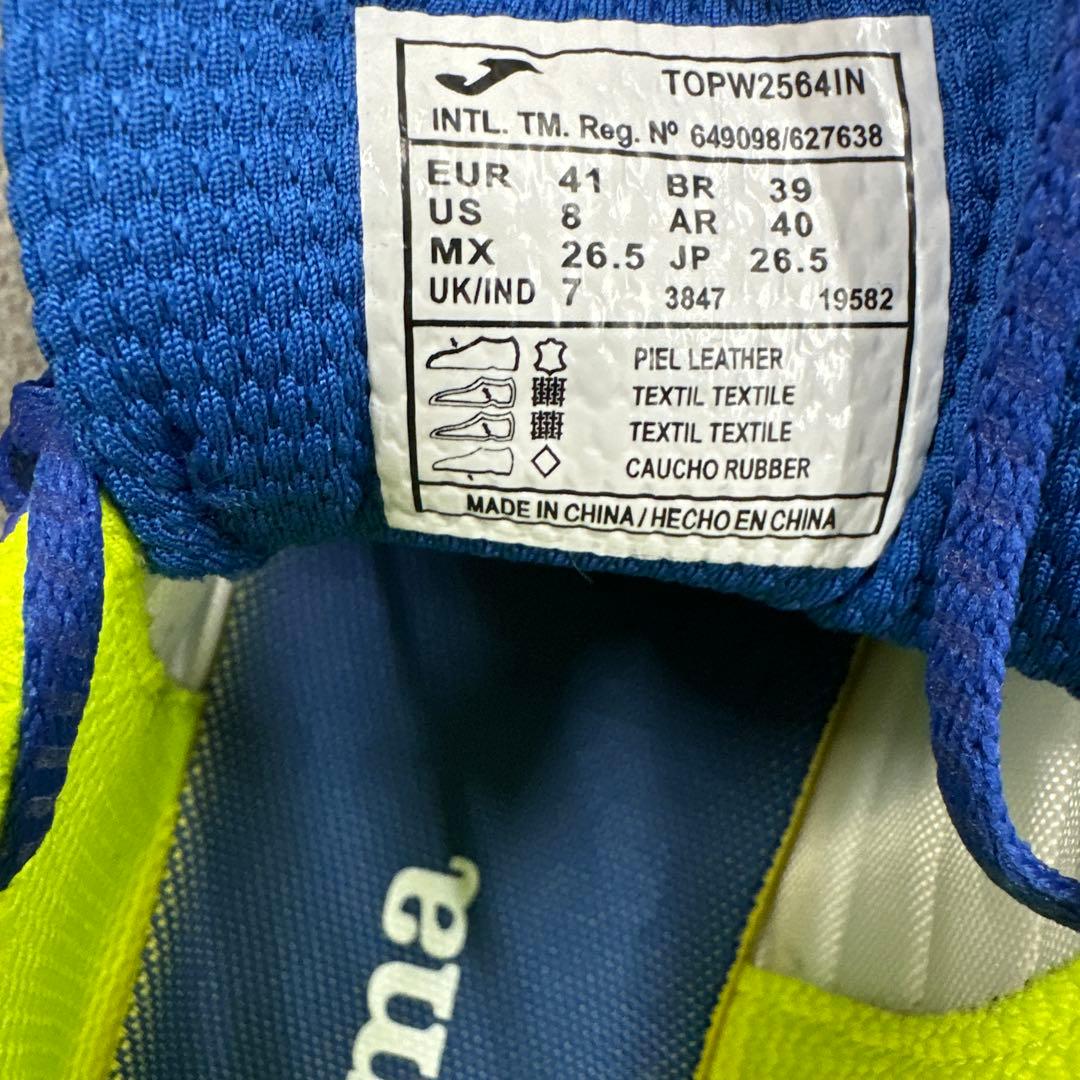 TOPW2564IN
INTL. TM. Reg. Nº 649098/627638
EUR 41 BR 39
US 8 AR 40
MX 26.5 JP 26.5
UK/IND 7 3847 19582
PIEL LEATHER
TEXTIL TEXTILE
TEXTIL TEXTILE
CAUCHO RUBBER
MADE IN CHINA/HECHO EN CHINA
ma